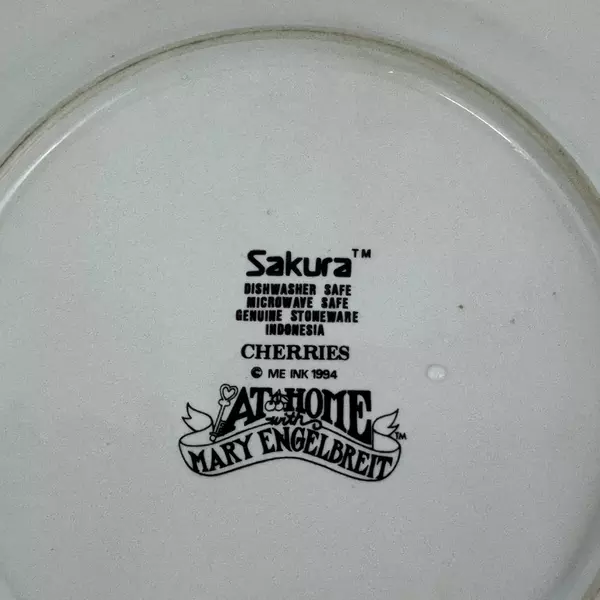 Sakura™
DISHWASHER SAFE
MICROWAVE SAFE
GENUINE STONEWARE
INDONESIA
CHERRIES
© ME INK 1994
AT HOME
with
MARY ENGELBREIT™